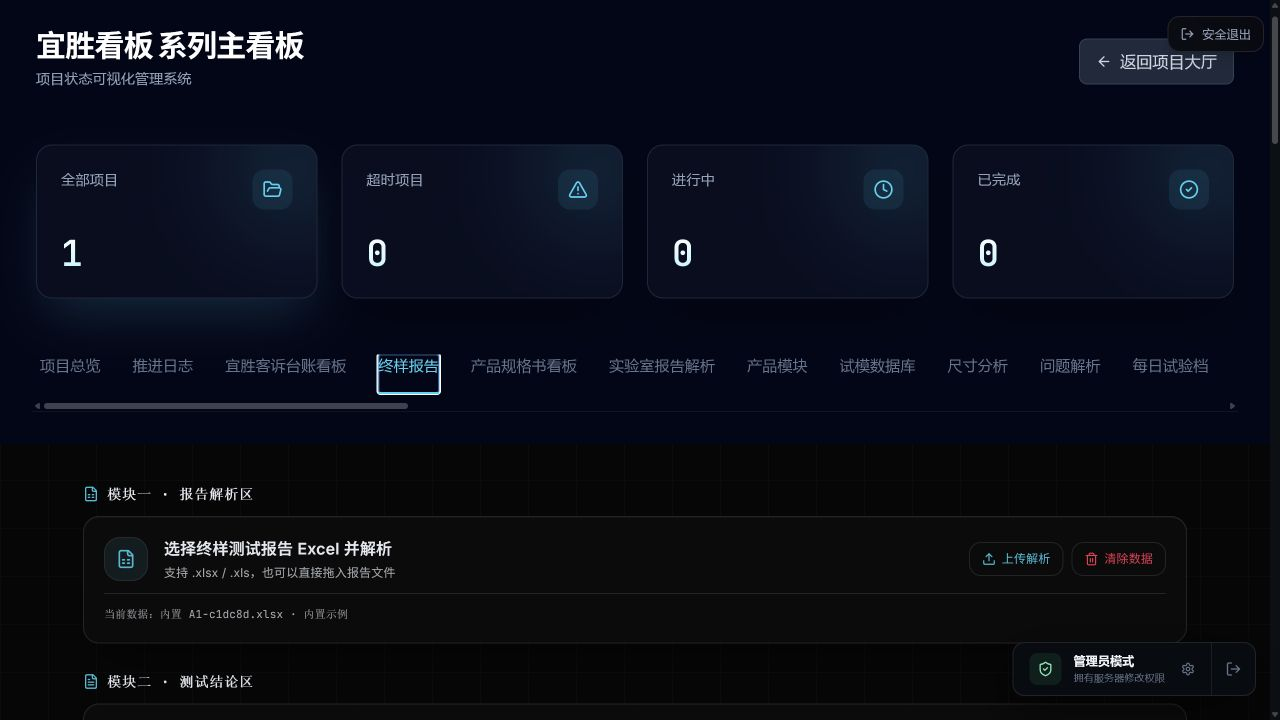 宜胜看板 系列主看板
项目状态可视化管理系统
安全退出
返回项目大厅
全部项目
1
超时项目
0
进行中
0
已完成
0
项目总览 推进日志 宜胜客诉台账看板 终样报告 产品规格书看板 实验室报告解析 产品模块 试模数据库 尺寸分析 问题解析 每日试验档
模块一 · 报告解析区
选择终样测试报告 Excel 并解析
支持 .xlsx / .xls，也可以直接拖入报告文件
上传解析
清除数据
当前数据：内置 A1-c1dc8d.xlsx · 内置示例
模块二 · 测试结论区
管理员模式
拥有服务器修改权限